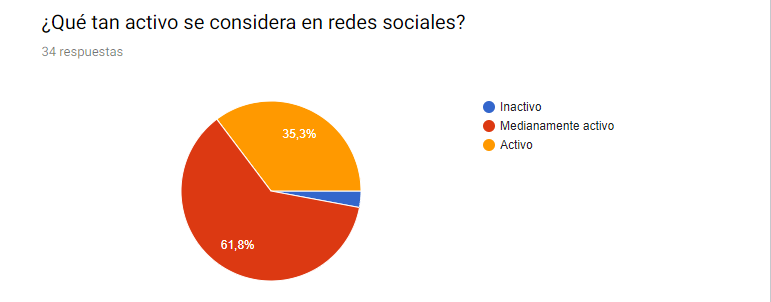 ¿Qué tan activo se considera en redes sociales?
34 respuestas
Inactivo
Medianamente activo
Activo
35,3%
61,8%